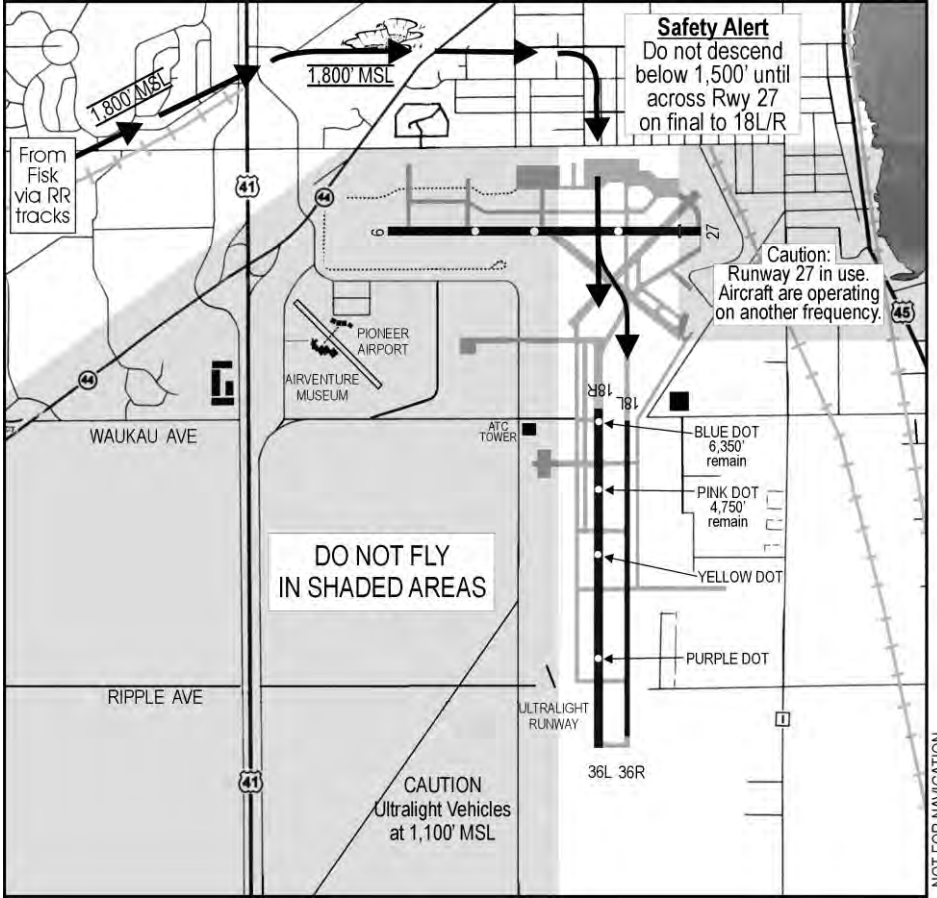 Safety Alert
Do not descend
below 1,500' until
across Rwy 27
on final to 18L/R
1,800' MSL
1,800' MSL
From
Fisk
via RR
tracks
41
44
9
27
Caution:
Runway 27 in use.
Aircraft are operating
on another frequency.
45
PIONEER
AIRPORT
AIRVENTURE
MUSEUM
44
18R
18L
WAUKAU AVE
ATC
TOWER
BLUE DOT
6,350'
remain
PINK DOT
4,750'
remain
DO NOT FLY
IN SHADED AREAS
YELLOW DOT
PURPLE DOT
RIPPLE AVE
ULTRALIGHT
RUNWAY
I
36L 36R
41
CAUTION
Ultralight Vehicles
at 1,100' MSL
NOT FOR NAVIGATION